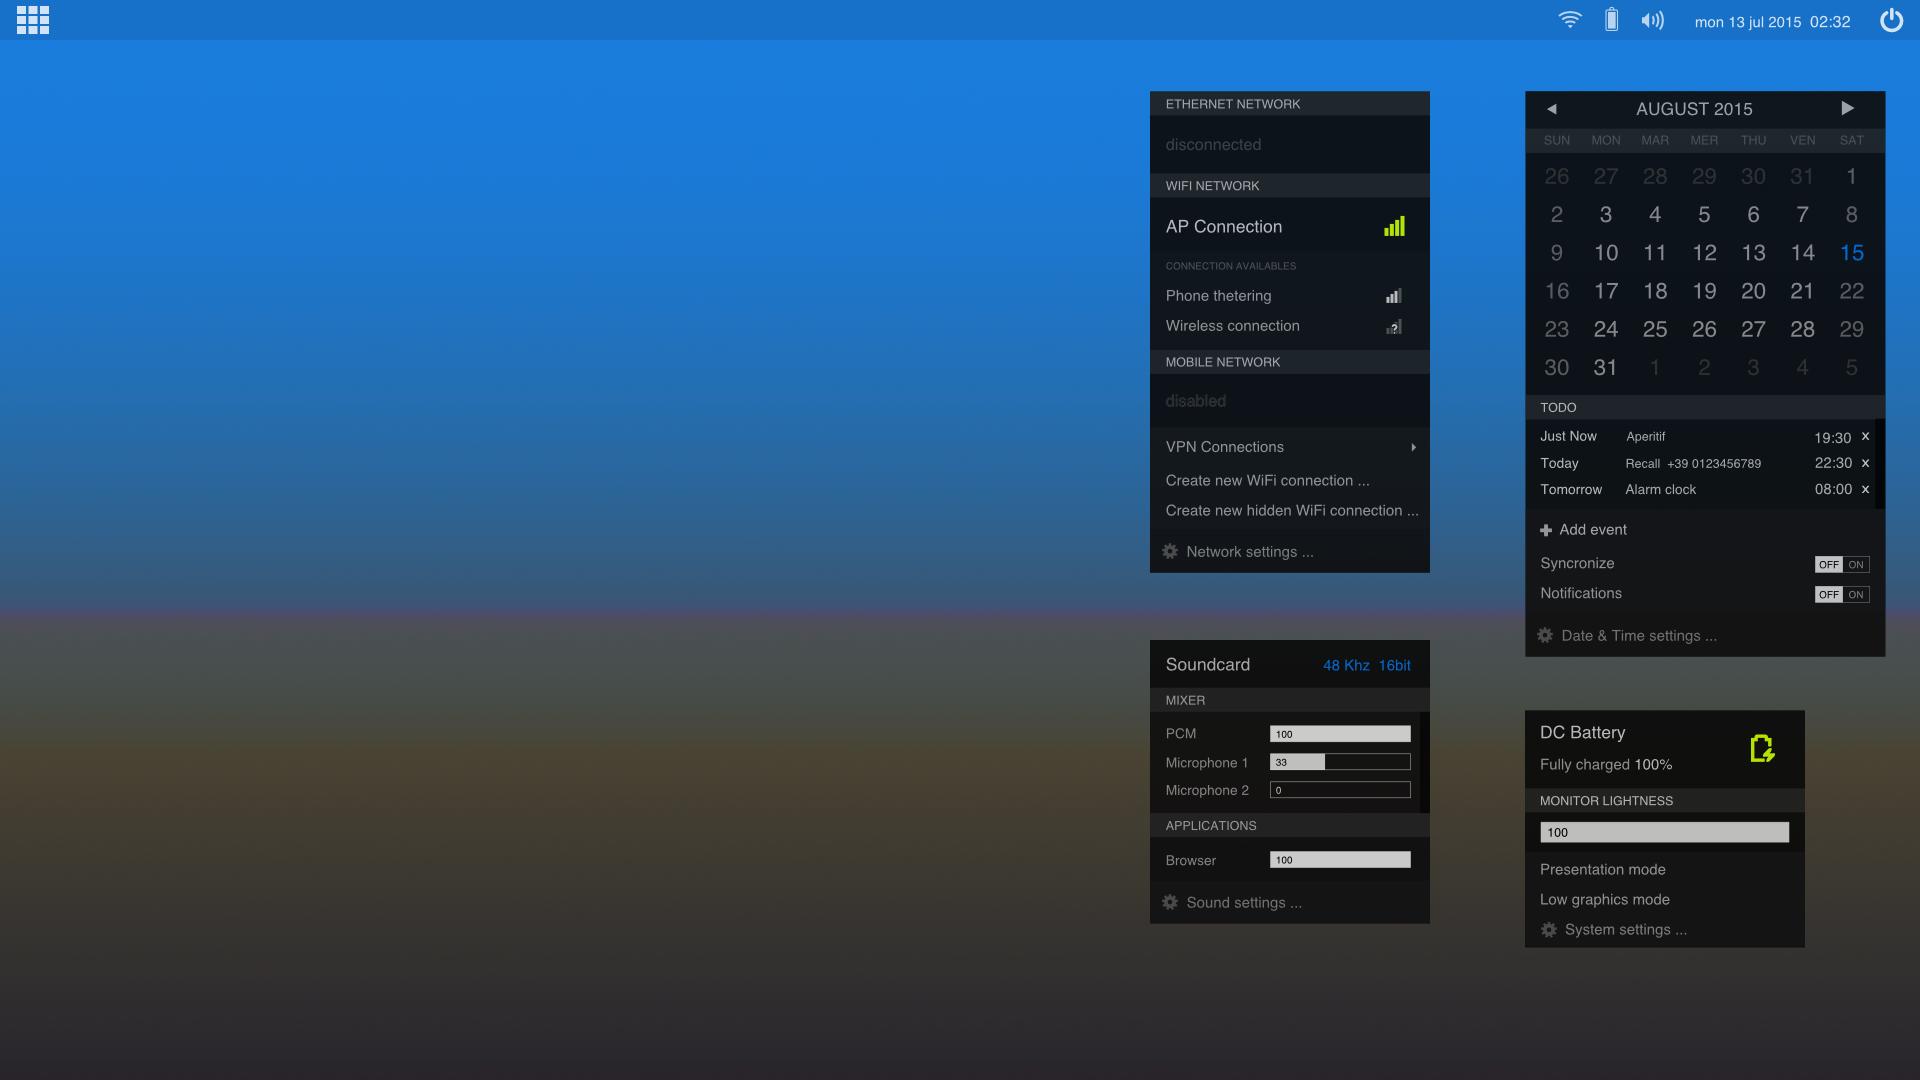 mon 13 jul 2015 02:32
ETHERNET NETWORK
disconnected
WIFI NETWORK
AP Connection
CONNECTION AVAILABLES
Phone thetering
Wireless connection
?
MOBILE NETWORK
disabled
VPN Connections
Create new WiFi connection ...
Create new hidden WiFi connection ...
Network settings ...
AUGUST 2015
SUN MON MAR MER THU VEN SAT
26 27 28 29 30 31 1
2 3 4 5 6 7 8
9 10 11 12 13 14 15
16 17 18 19 20 21 22
23 24 25 26 27 28 29
30 31 1 2 3 4 5
TODO
Just Now Aperitif 19:30 x
Today Recall +39 0123456789 22:30 x
Tomorrow Alarm clock 08:00 x
Add event
Syncronize OFF ON
Notifications OFF ON
Date & Time settings ...
Soundcard 48 Khz 16bit
MIXER
PCM 100
Microphone 1 33
Microphone 2 0
APPLICATIONS
Browser 100
Sound settings ...
DC Battery
Fully charged 100%
MONITOR LIGHTNESS
100
Presentation mode
Low graphics mode
System settings ...